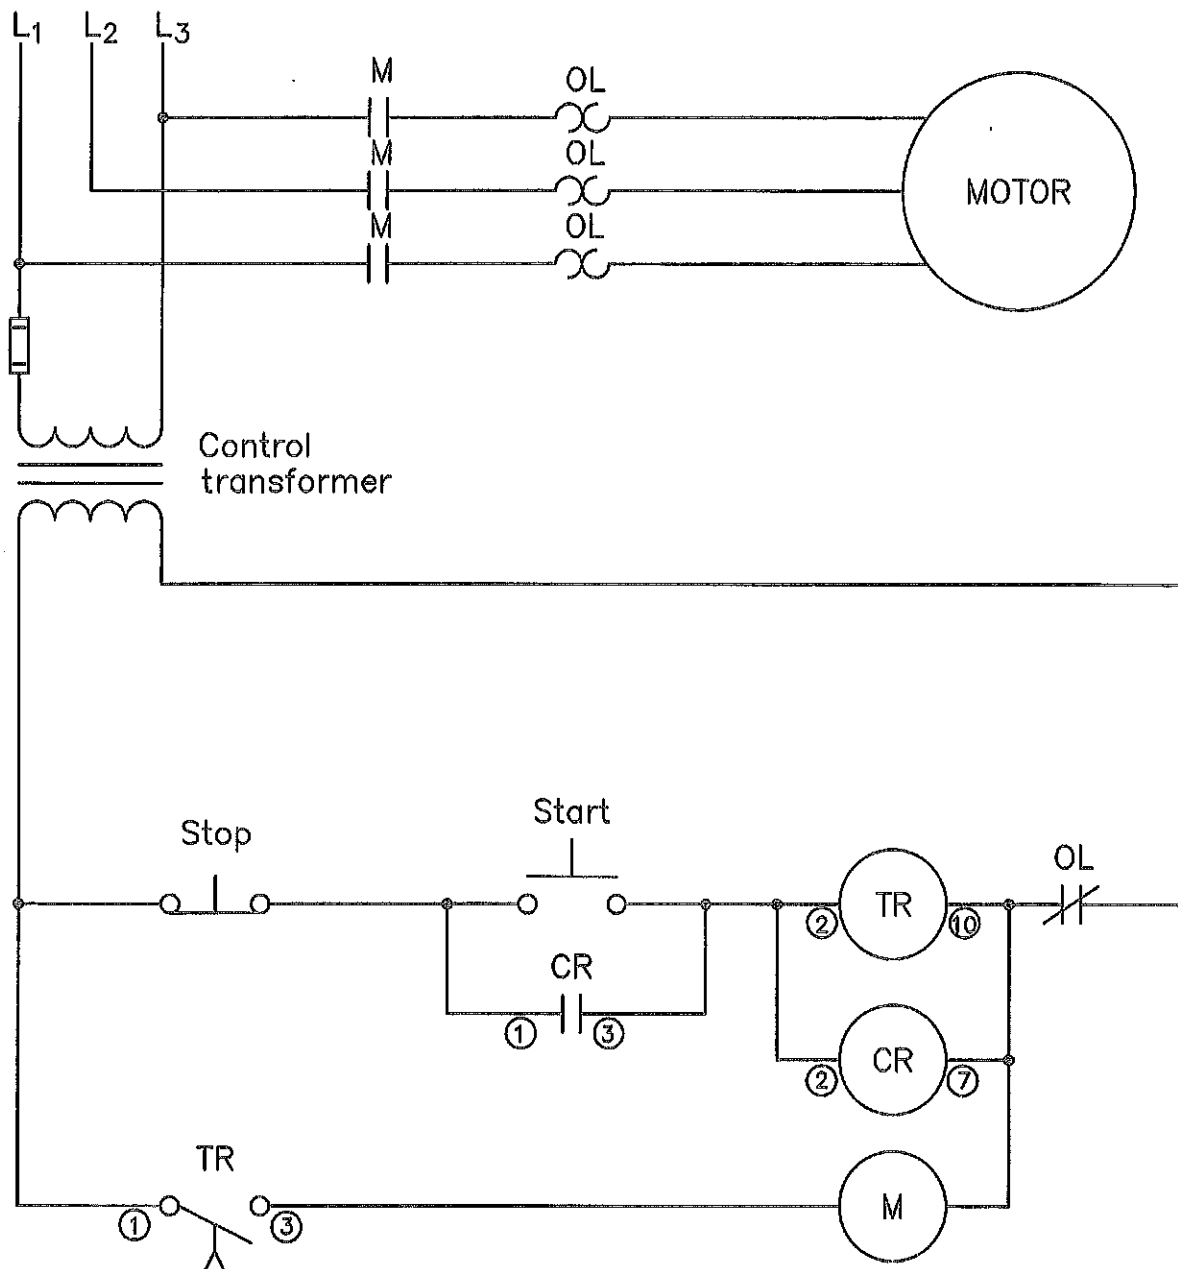 L1 L2 L3
M OL
M OL
MOTOR
M OL
Control
transformer
Start
Stop
OL
TR
2 10
CR
1 3
CR
2 7
TR
M
1 3